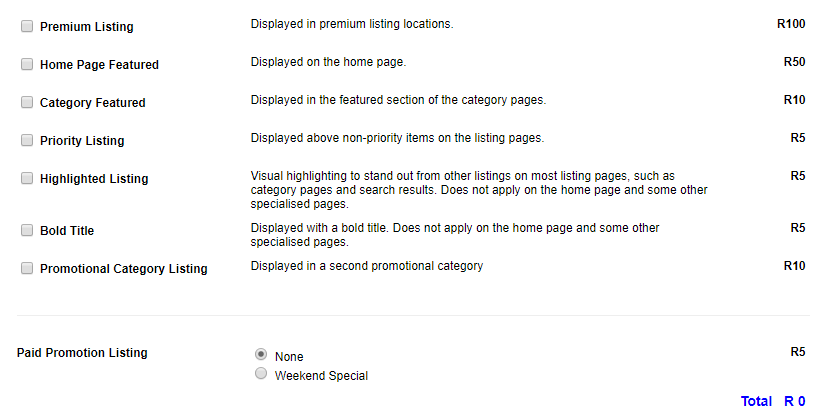 Premium Listing Displayed in premium listing locations. R100
Home Page Featured Displayed on the home page. R50
Category Featured Displayed in the featured section of the category pages. R10
Priority Listing Displayed above non-priority items on the listing pages. R5
Highlighted Listing Visual highlighting to stand out from other listings on most listing pages, such as R5
category pages and search results. Does not apply on the home page and some other
specialised pages.
Bold Title Displayed with a bold title. Does not apply on the home page and some other R5
specialised pages.
Promotional Category Listing Displayed in a second promotional category R10
Paid Promotion Listing None R5
Weekend Special
Total R 0